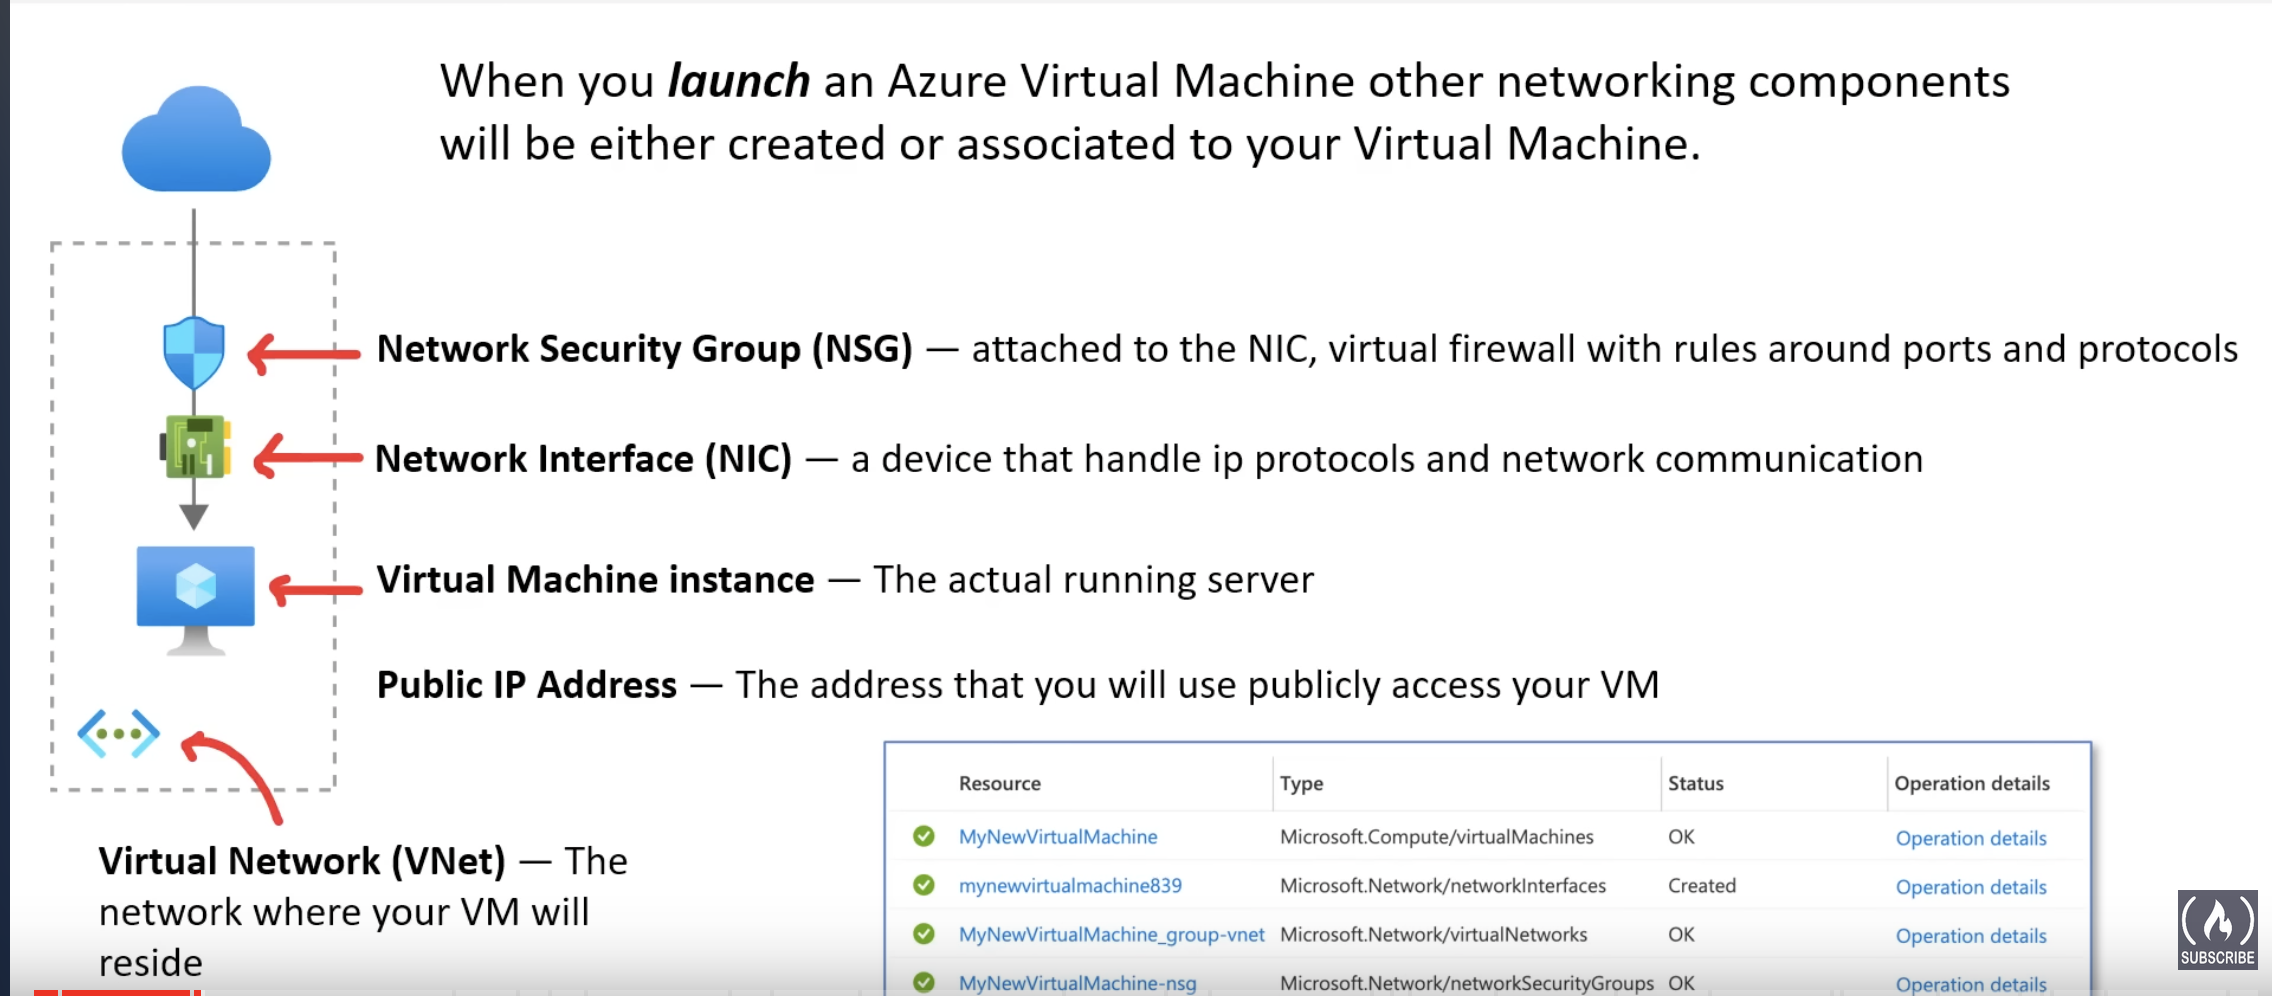 When you launch an Azure Virtual Machine other networking components
will be either created or associated to your Virtual Machine.
Network Security Group (NSG) — attached to the NIC, virtual firewall with rules around ports and protocols
Network Interface (NIC) — a device that handle ip protocols and network communication
Virtual Machine instance — The actual running server
Public IP Address — The address that you will use publicly access your VM
Virtual Network (VNet) — The
network where your VM will
reside
Resource Type Status Operation details
MyNewVirtualMachine Microsoft.Compute/virtualMachines OK Operation details
mynewvirtualmachine839 Microsoft.Network/networkInterfaces Created Operation details
MyNewVirtualMachine_group-vnet Microsoft.Network/virtualNetworks OK Operation details
MyNewVirtualMachine-nsg Microsoft.Network/networkSecurityGroups OK Operation details
SUBSCRIBE